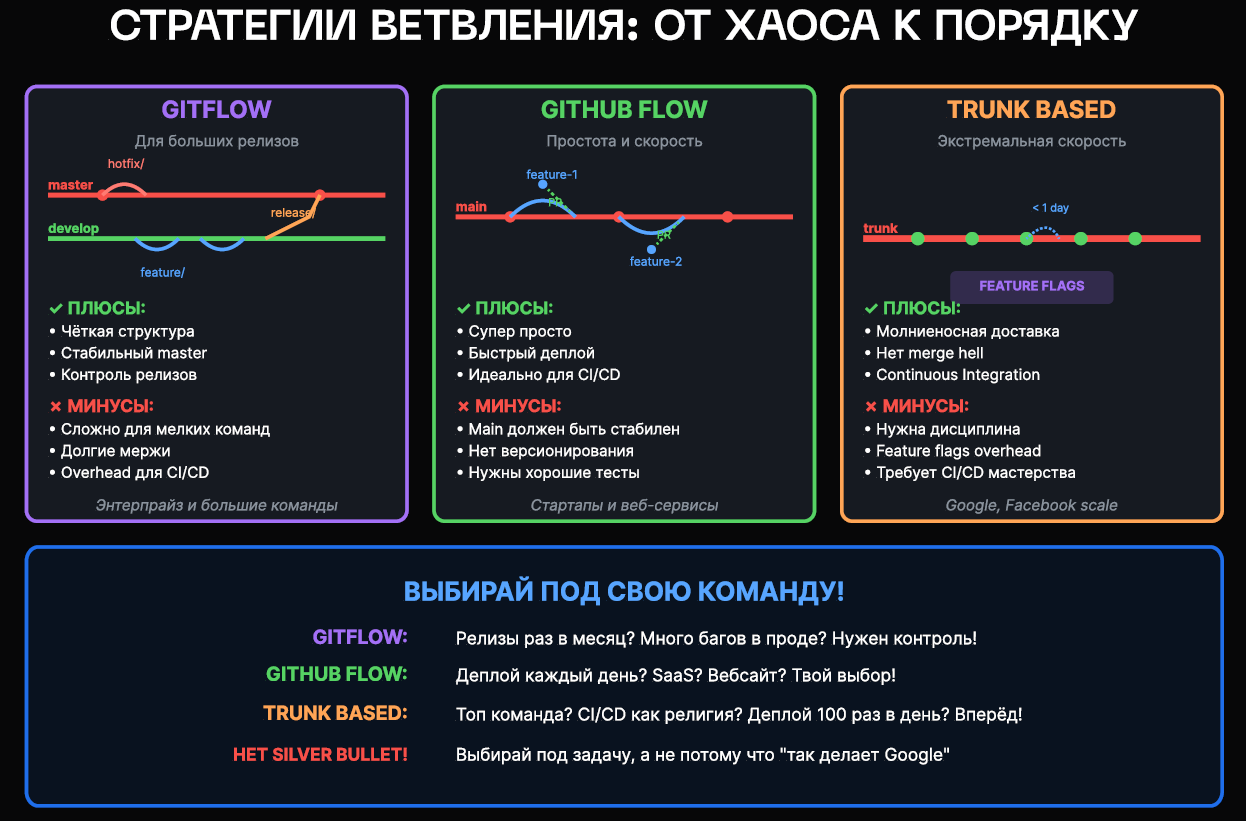 СТРАТЕГИИ ВЕТВЛЕНИЯ: ОТ ХАОСА К ПОРЯДКУ
GITFLOW
Для больших релизов
hotfix/
master
release/
develop
feature/
✓ ПЛЮСЫ:
• Чёткая структура
• Стабильный master
• Контроль релизов
× МИНУСЫ:
• Сложно для мелких команд
• Долгие мержи
• Overhead для CI/CD
Энтерпрайз и большие команды
GITHUB FLOW
Простота и скорость
feature-1
PR
main
PR
feature-2
✓ ПЛЮСЫ:
• Супер просто
• Быстрый деплой
• Идеально для CI/CD
× МИНУСЫ:
• Main должен быть стабилен
• Нет версионирования
• Нужны хорошие тесты
Стартапы и веб-сервисы
TRUNK BASED
Экстремальная скорость
< 1 day
trunk
FEATURE FLAGS
✓ ПЛЮСЫ:
• Молниеносная доставка
• Нет merge hell
• Continuous Integration
× МИНУСЫ:
• Нужна дисциплина
• Feature flags overhead
• Требует CI/CD мастерства
Google, Facebook scale
ВЫБИРАЙ ПОД СВОЮ КОМАНДУ!
GITFLOW: Релизы раз в месяц? Много багов в проде? Нужен контроль!
GITHUB FLOW: Деплой каждый день? SaaS? Вебсайт? Твой выбор!
TRUNK BASED: Топ команда? CI/CD как религия? Деплой 100 раз в день? Вперёд!
НЕТ SILVER BULLET! Выбирай под задачу, а не потому что "так делает Google"